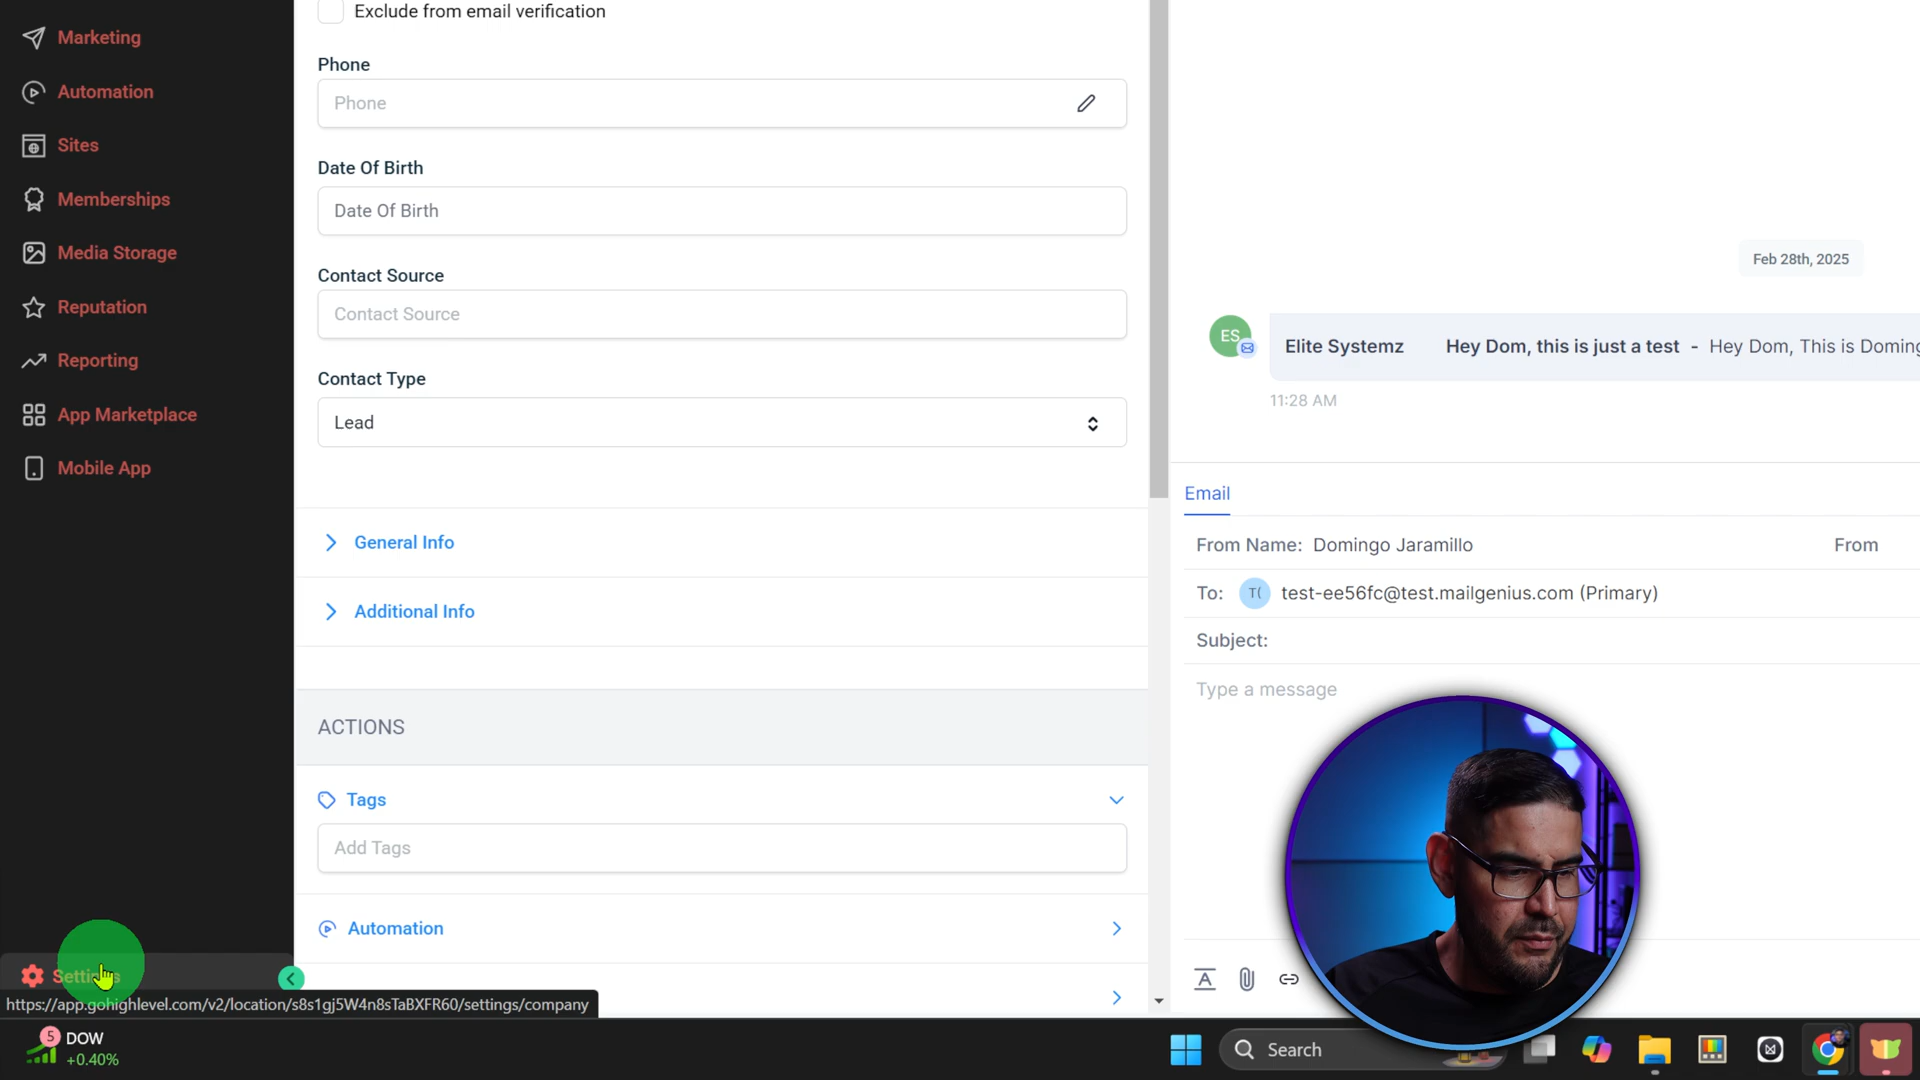 Marketing
Automation
Sites
Memberships
Media Storage
Reputation
Reporting
App Marketplace
Mobile App
Settings
https://app.gohighlevel.com/v2/location/s8s1gj5W4n8sTaBXFR60/settings/company
Exclude from email verification
Phone
Phone
Date Of Birth
Date Of Birth
Contact Source
Contact Source
Contact Type
Lead
General Info
Additional Info
ACTIONS
Tags
Add Tags
Automation
Feb 28th, 2025
ES
Elite Systemz Hey Dom, this is just a test - Hey Dom, This is Doming
11:28 AM
Email
From Name: Domingo Jaramillo From
To: T( test-ee56fc@test.mailgenius.com (Primary)
Subject:
Type a message
5
DOW
+0.40%
Search